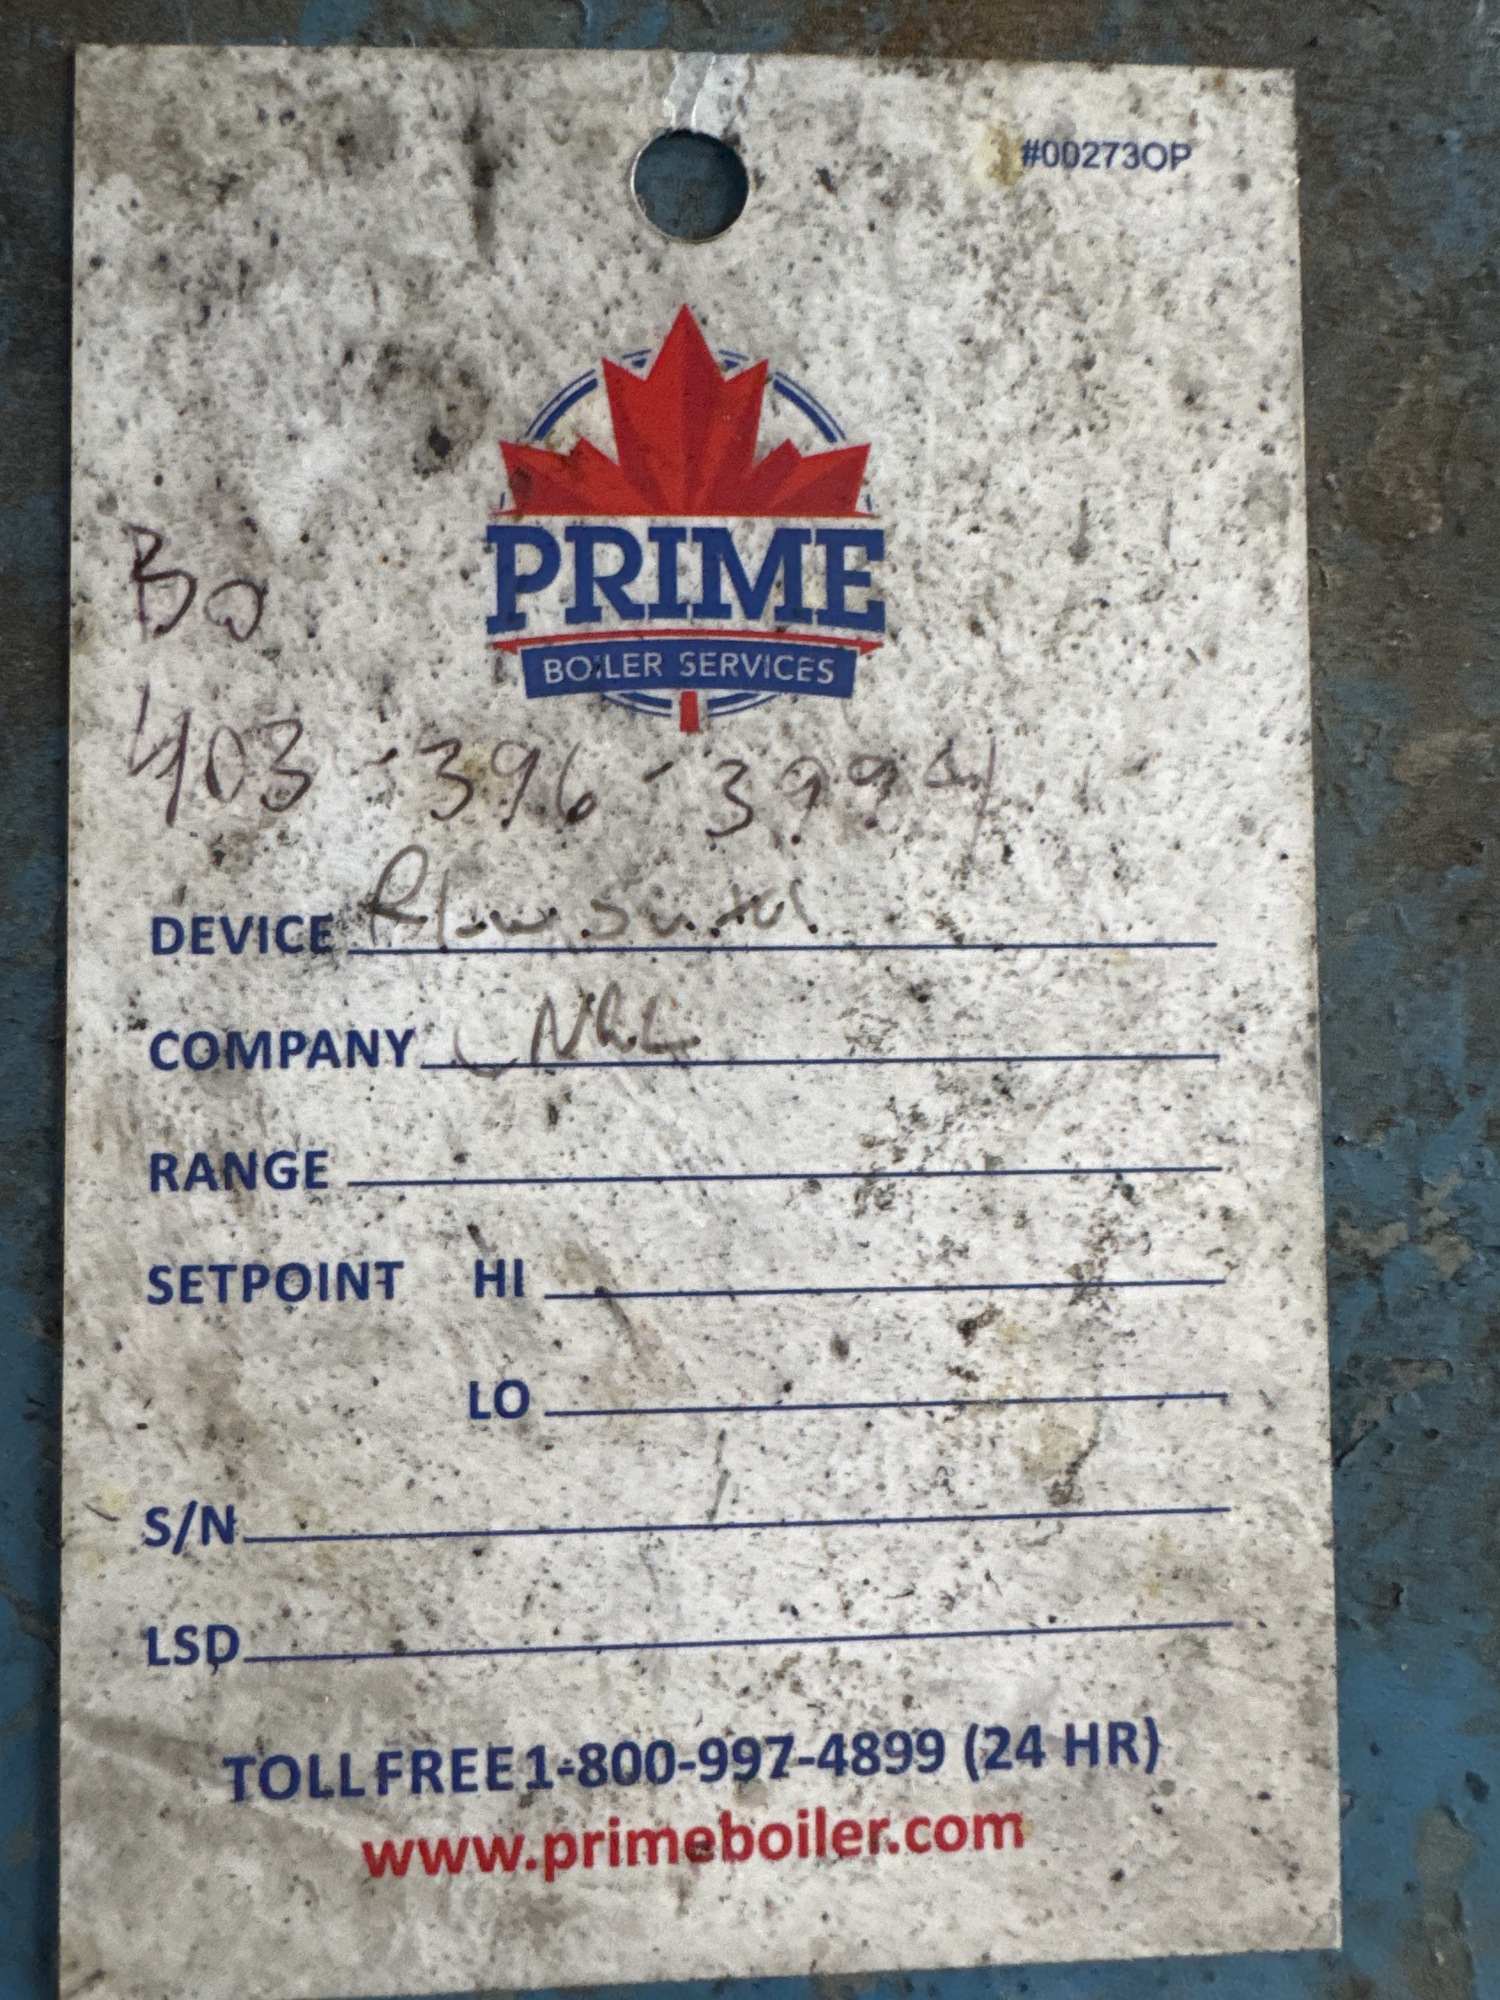 #00273OP
PRIME
BOILER SERVICES
Bo
403-396-3994
DEVICE
COMPANY CNRL
RANGE
SETPOINT HI
LO
S/N
LSD
TOLL FREE 1-800-997-4899 (24 HR)
www.primeboiler.com